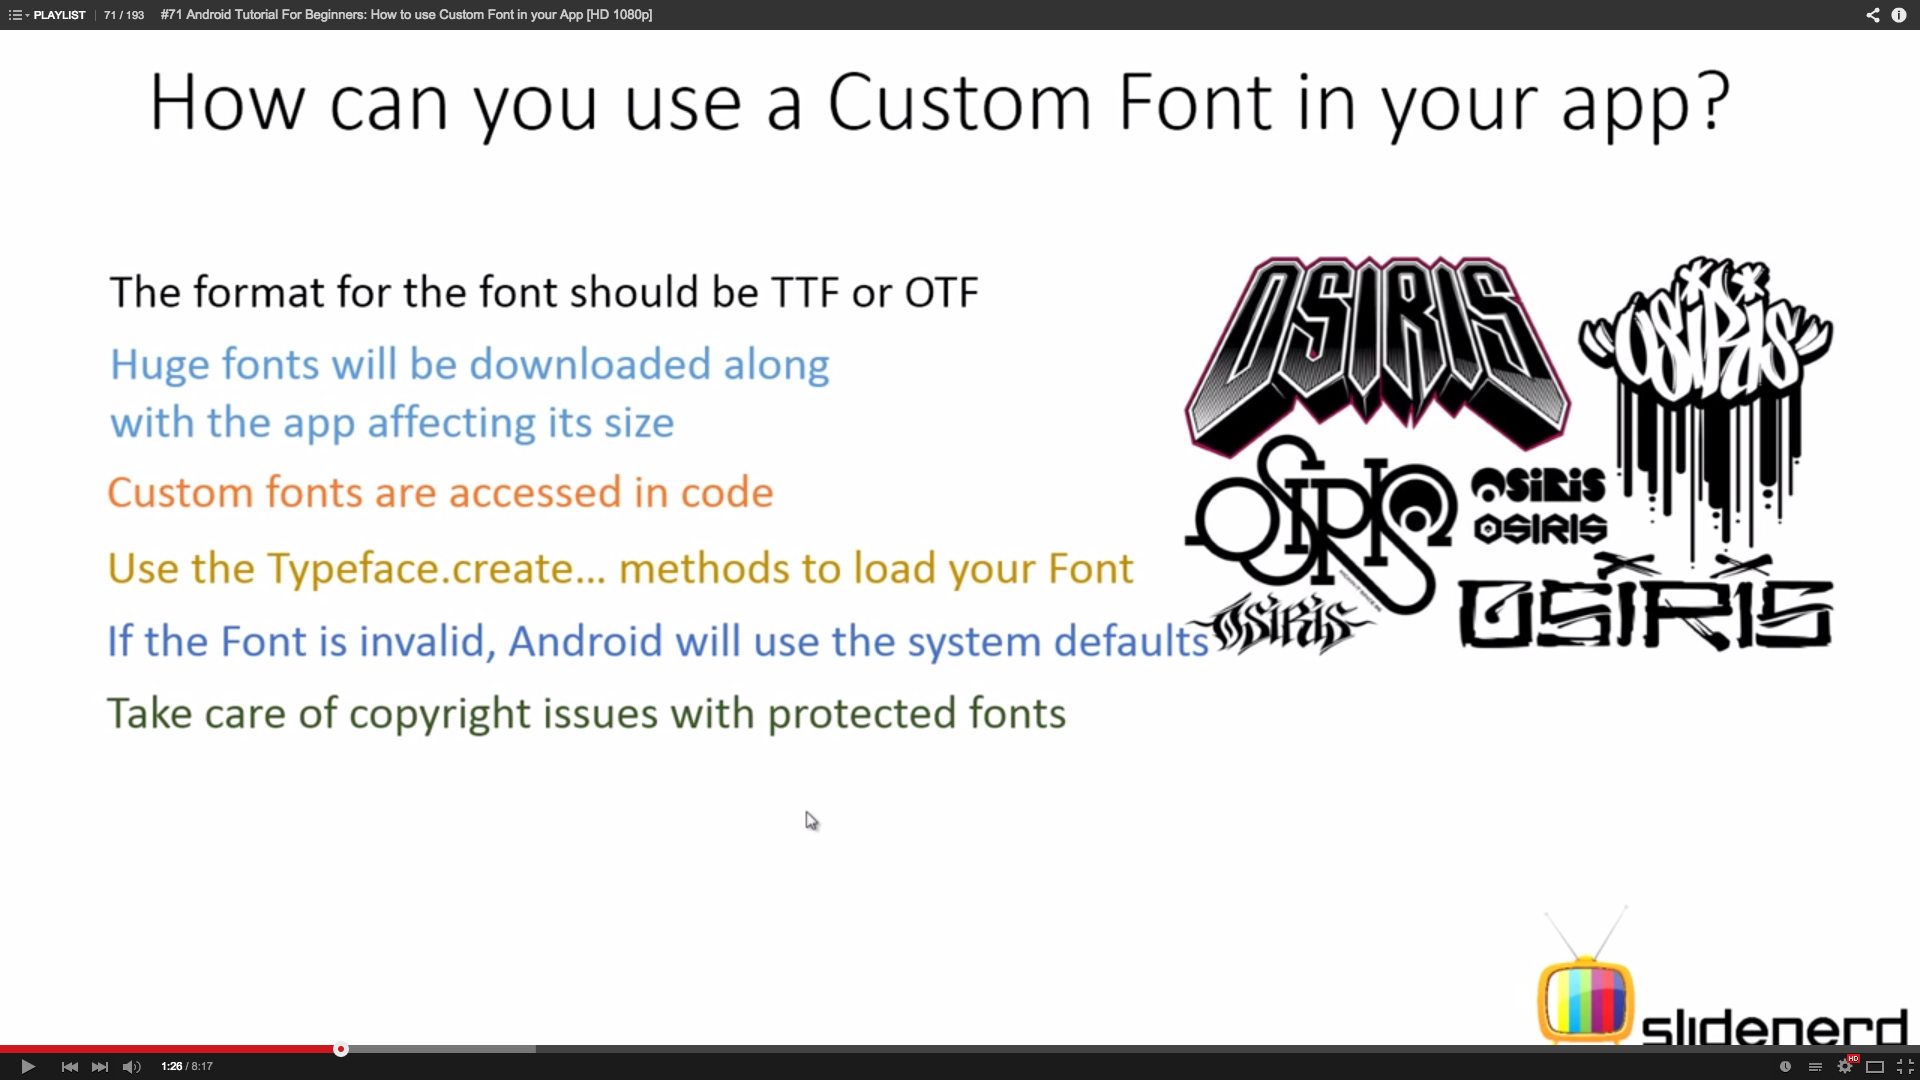 PLAYLIST 71 / 193 #71 Android Tutorial For Beginners: How to use Custom Font in your App [HD 1080p]
How can you use a Custom Font in your app?
The format for the font should be TTF or OTF
Huge fonts will be downloaded along
with the app affecting its size
Custom fonts are accessed in code
Use the Typeface.create... methods to load your Font
If the Font is invalid, Android will use the system defaults
Take care of copyright issues with protected fonts
OSIRIS
OSIRIS
OSIRIS
OSIRIS
OSIRIS
OSIRIS
OSIRIS
slidenerd
1:26 / 8:17
HD